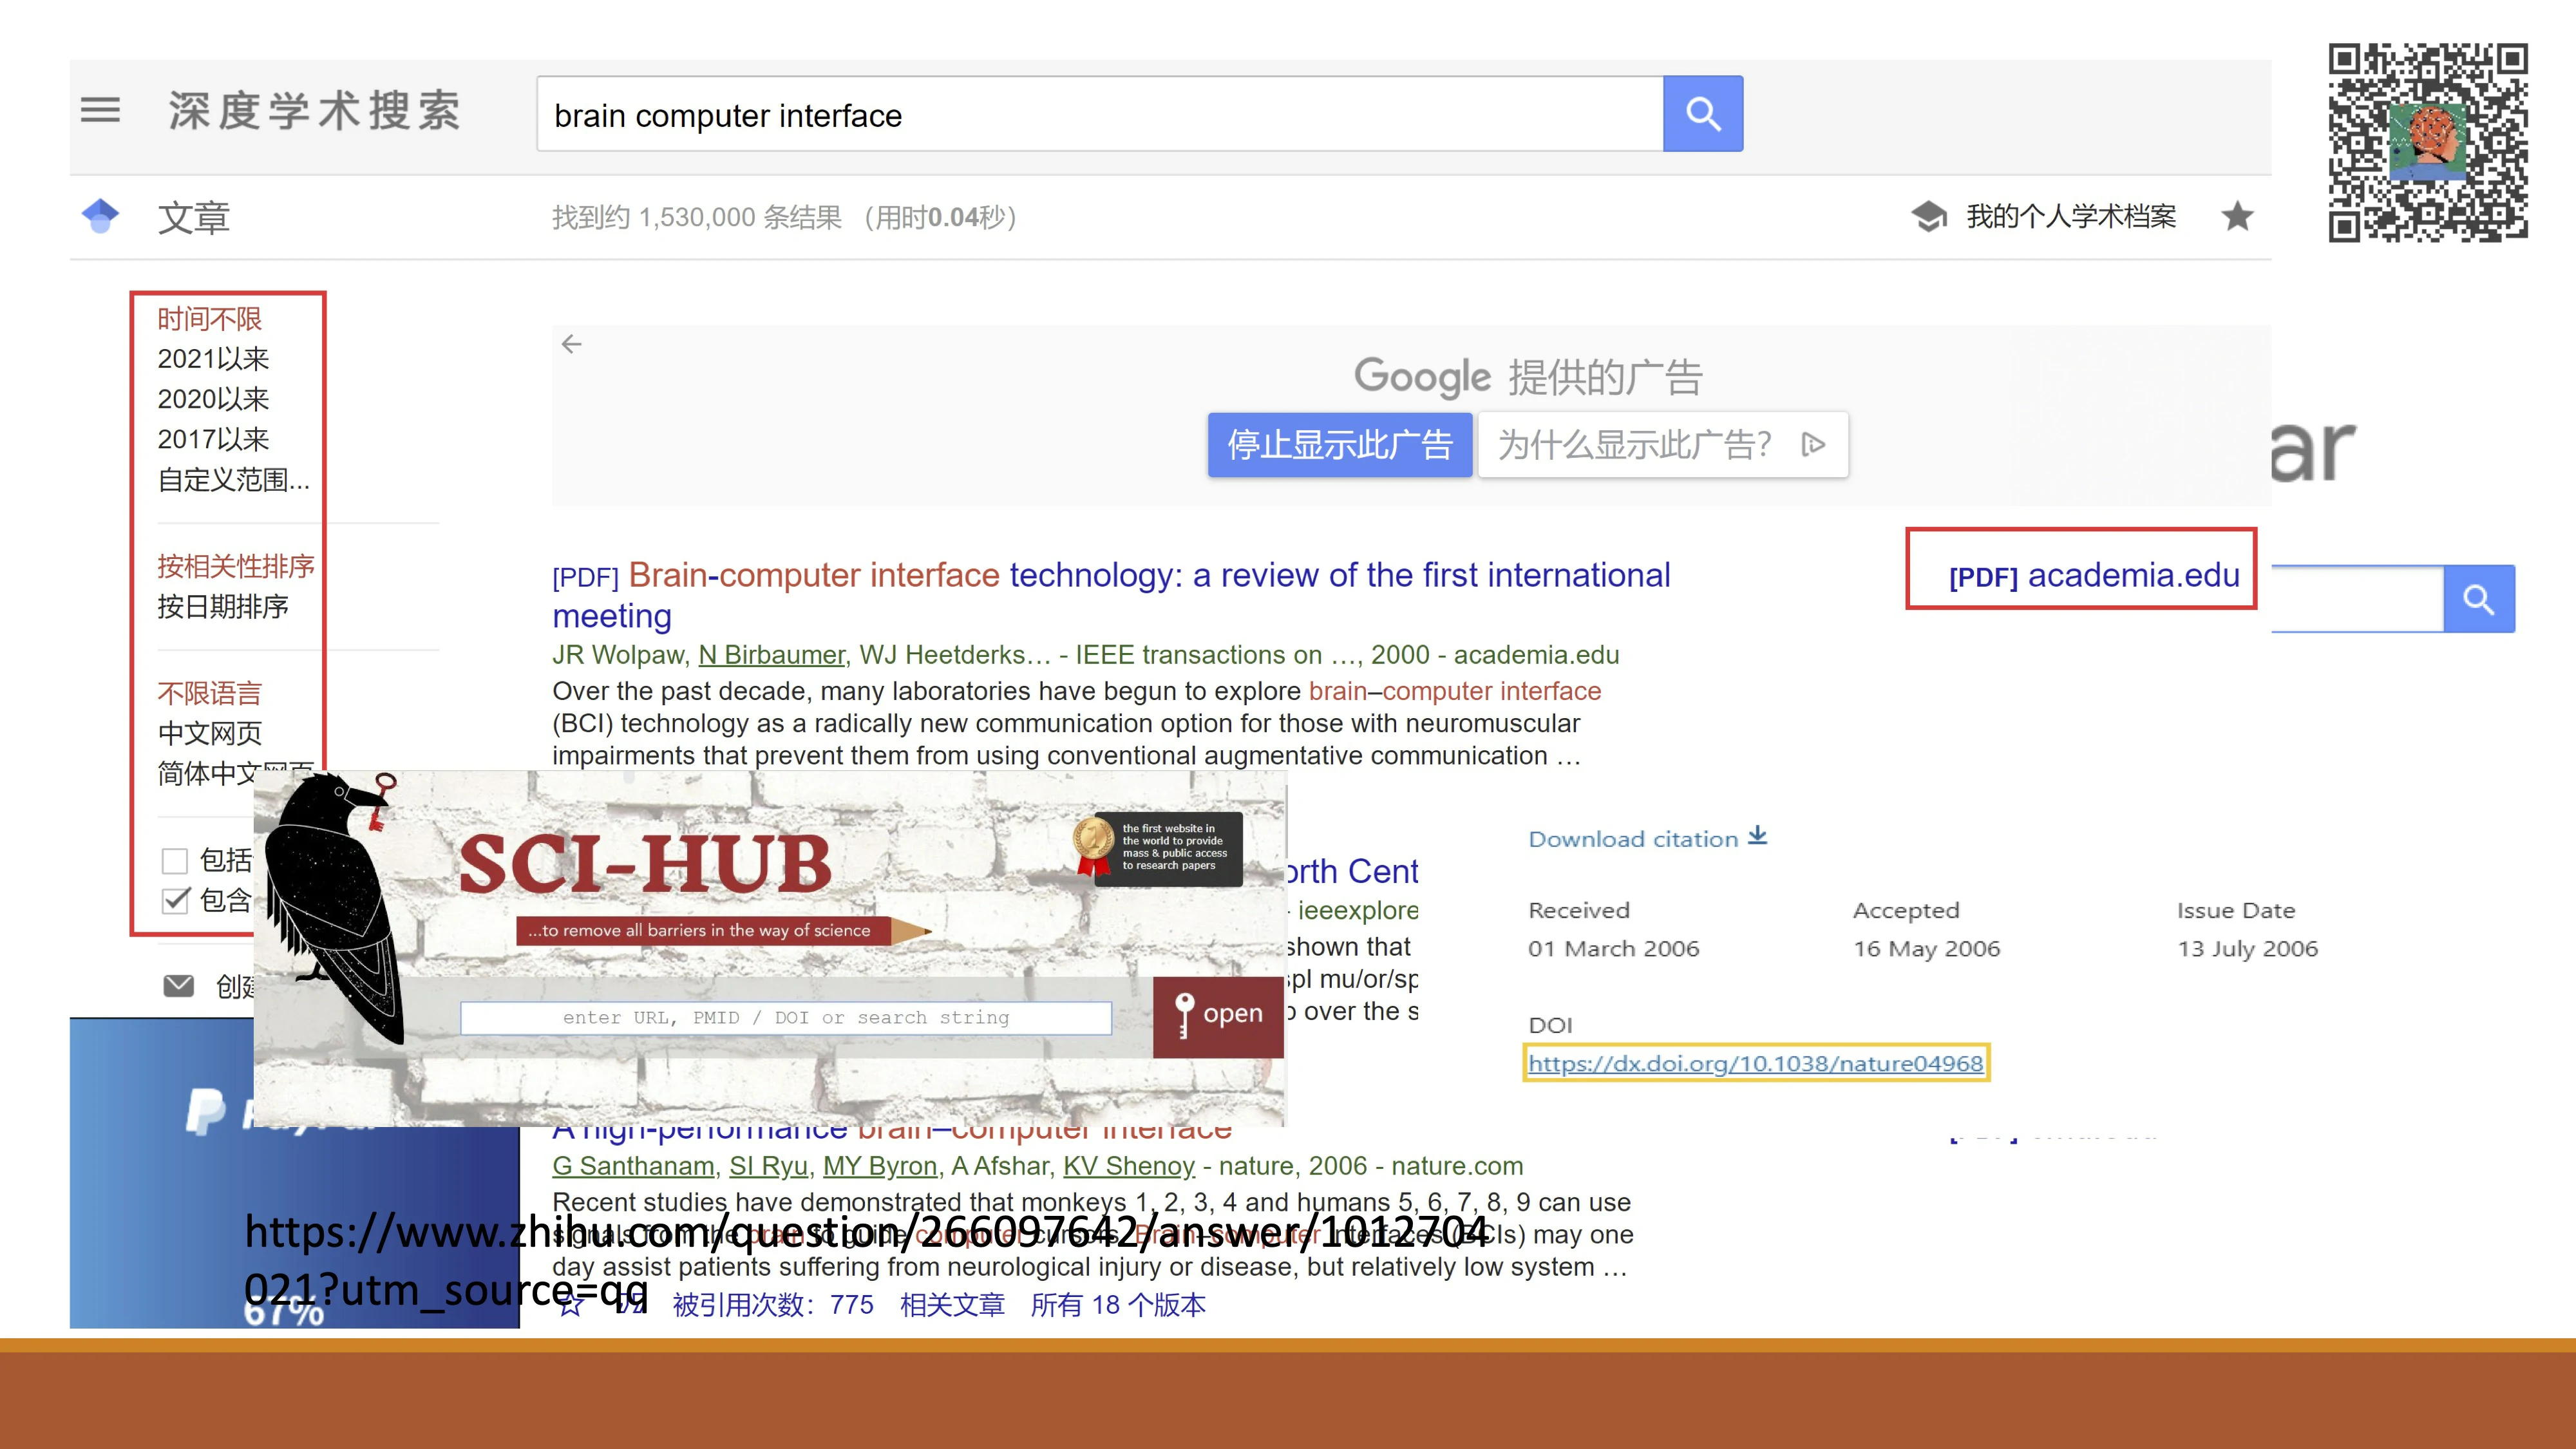 深度学术搜索
brain computer interface
文章
找到约 1,530,000 条结果 （用时0.04秒）
我的个人学术档案
时间不限
2021以来
2020以来
2017以来
自定义范围...
按相关性排序
按日期排序
不限语言
中文网页
简体中文网页
包括
包含
创建
Google 提供的广告
停止显示此广告
为什么显示此广告？
ar
[PDF] Brain-computer interface technology: a review of the first international
meeting
[PDF] academia.edu
JR Wolpaw, N Birbaumer, WJ Heetderks… - IEEE transactions on …, 2000 - academia.edu
Over the past decade, many laboratories have begun to explore brain–computer interface
(BCI) technology as a radically new communication option for those with neuromuscular
impairments that prevent them from using conventional augmentative communication …
SCI-HUB
...to remove all barriers in the way of science
the first website in
the world to provide
mass & public access
to research papers
enter URL, PMID / DOI or search string
open
orth Cent
- ieeexplore
shown that
spl mu/or/sp
o over the s
Download citation
Received
01 March 2006
Accepted
16 May 2006
Issue Date
13 July 2006
DOI
https://dx.doi.org/10.1038/nature04968
A high-performance brain–computer interface
G Santhanam, SI Ryu, MY Byron, A Afshar, KV Shenoy - nature, 2006 - nature.com
Recent studies have demonstrated that monkeys 1, 2, 3, 4 and humans 5, 6, 7, 8, 9 can use
signals from the brain to guide computer cursors. Brain–computer interfaces (BCIs) may one
day assist patients suffering from neurological injury or disease, but relatively low system …
被引用次数：775 相关文章 所有 18 个版本
https://www.zhihu.com/question/266097642/answer/1012704
021?utm_source=qq
67%